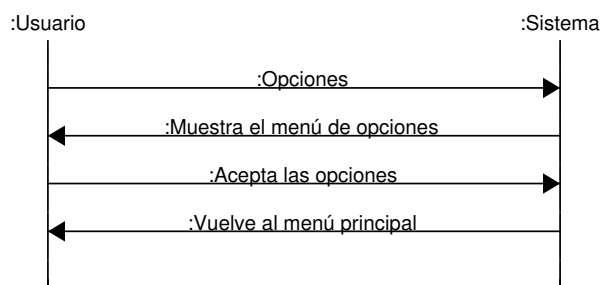 :Usuario
:Sistema
:Opciones
:Muestra el menú de opciones
:Acepta las opciones
:Vuelve al menú principal